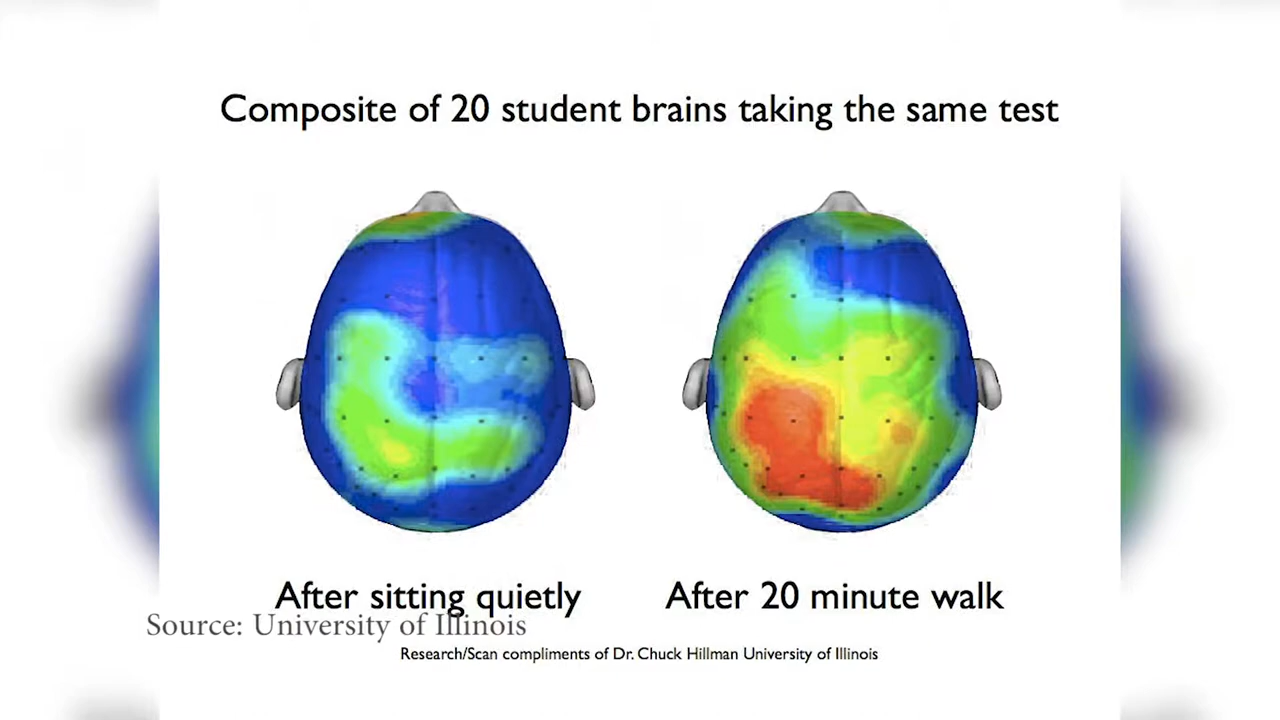 Composite of 20 student brains taking the same test
After sitting quietly
After 20 minute walk
Source: University of Illinois
Research/Scan compliments of Dr. Chuck Hillman University of Illinois